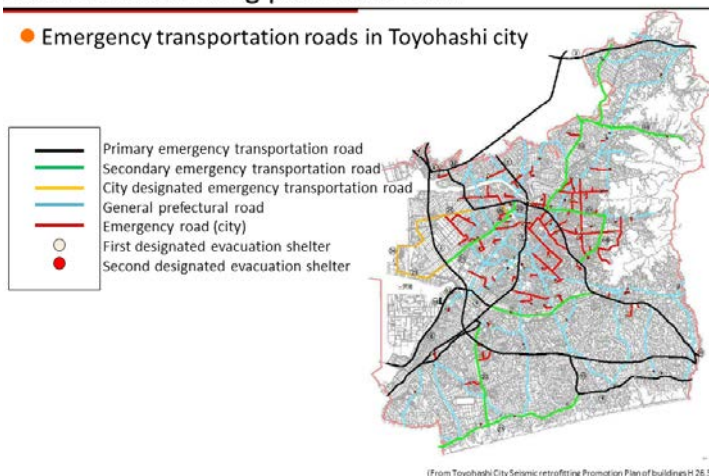 Emergency transportation roads in Toyohashi city
Primary emergency transportation road
Secondary emergency transportation road
City designated emergency transportation road
General prefectural road
Emergency road (city)
First designated evacuation shelter
Second designated evacuation shelter
(From Toyohashi City Seismic retrofitting Promotion Plan of buildings H 26.